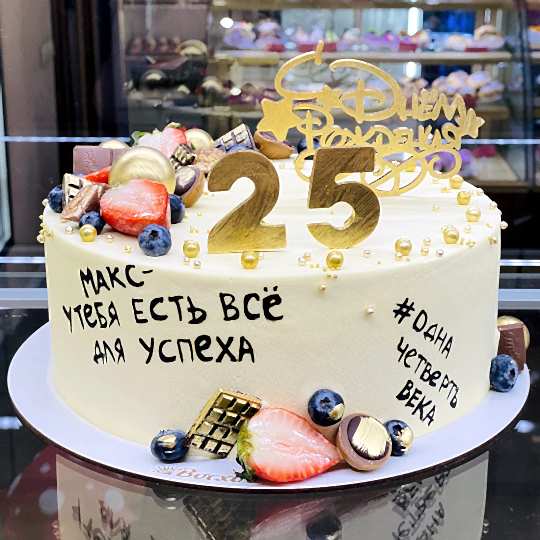 С Днем
Рождения
25
МАКС-
У ТЕБЯ ЕСТЬ ВСЁ
ДЛЯ УСПЕХА
#ОДНА
ЧЕТВЕРТЬ
ВЕКА